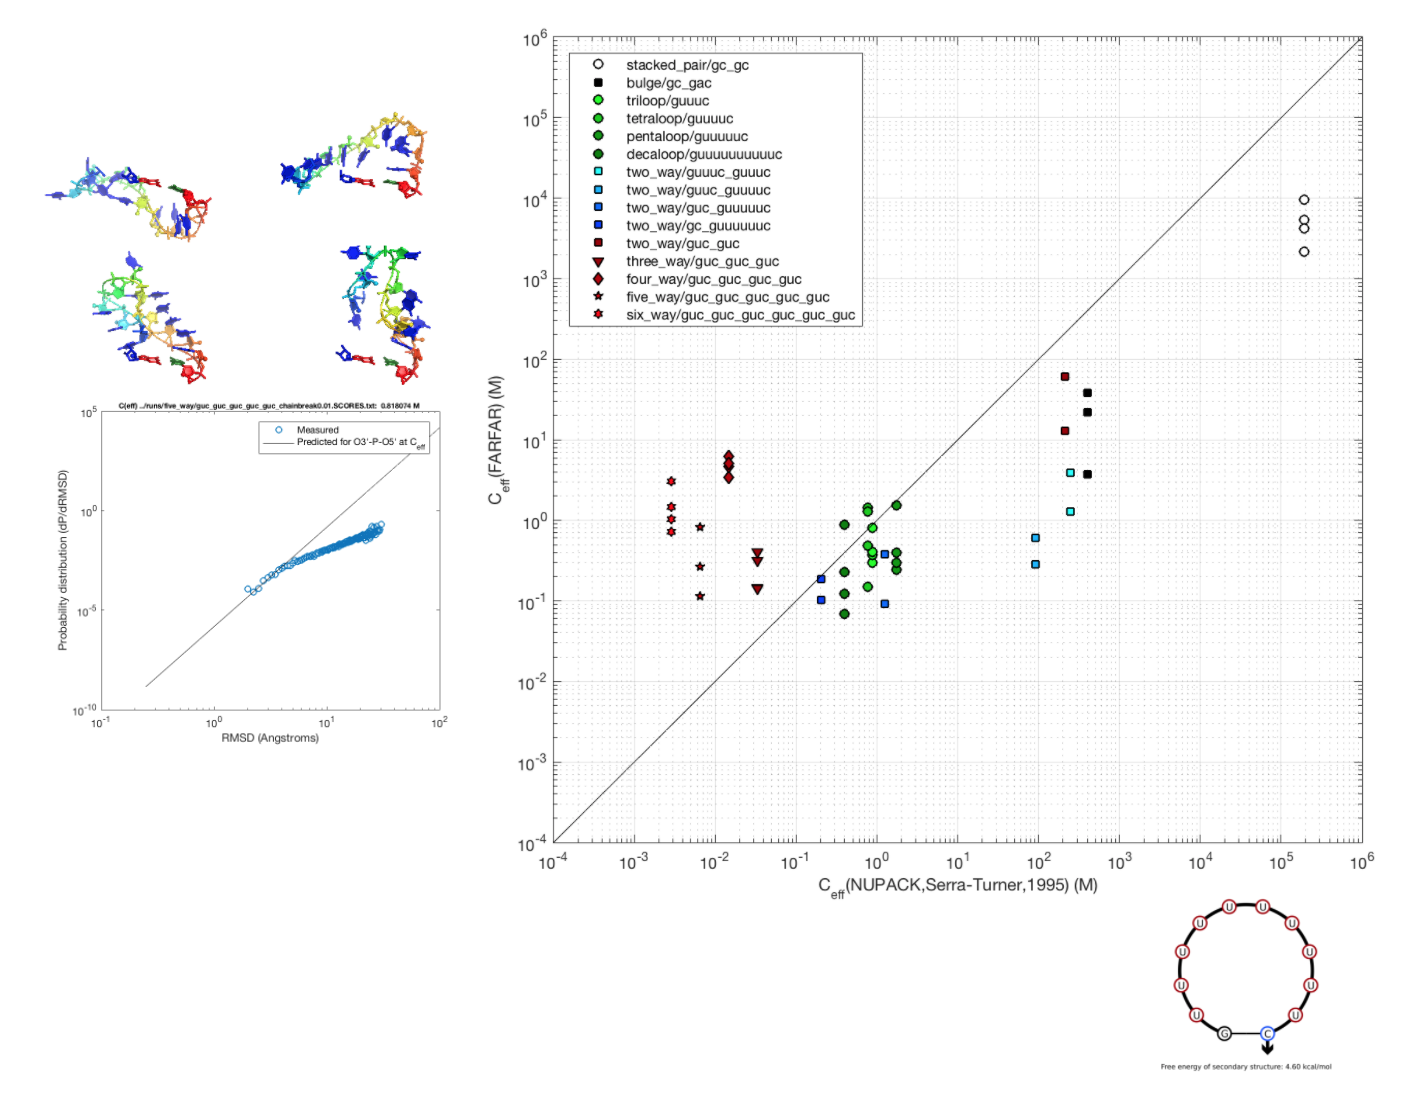 C(eff) ../runs/five_way/guc_guc_guc_guc_guc_chainbreak0.01.SCORES.txt: 0.818074 M
Measured
Predicted for O3'-P-O5' at C_eff
Probability distribution (dP/dRMSD)
10^5
10^0
10^-5
10^-10
10^-1 10^0 10^1 10^2
RMSD (Angstroms)
stacked_pair/gc_gc
bulge/gc_gac
triloop/guuuc
tetraloop/guuuuc
pentaloop/guuuuuc
decaloop/guuuuuuuuuuc
two_way/guuuc_guuuc
two_way/guuc_guuuuc
two_way/guc_guuuuuc
two_way/gc_guuuuuuc
two_way/guc_guc
three_way/guc_guc_guc
four_way/guc_guc_guc_guc
five_way/guc_guc_guc_guc_guc
six_way/guc_guc_guc_guc_guc_guc
C_eff(FARFAR) (M)
10^6
10^5
10^4
10^3
10^2
10^1
10^0
10^-1
10^-2
10^-3
10^-4
10^-4 10^-3 10^-2 10^-1 10^0 10^1 10^2 10^3 10^4 10^5 10^6
C_eff(NUPACK,Serra-Turner,1995) (M)
U U
U U
U U
U U
U U
G C
Free energy of secondary structure: 4.60 kcal/mol